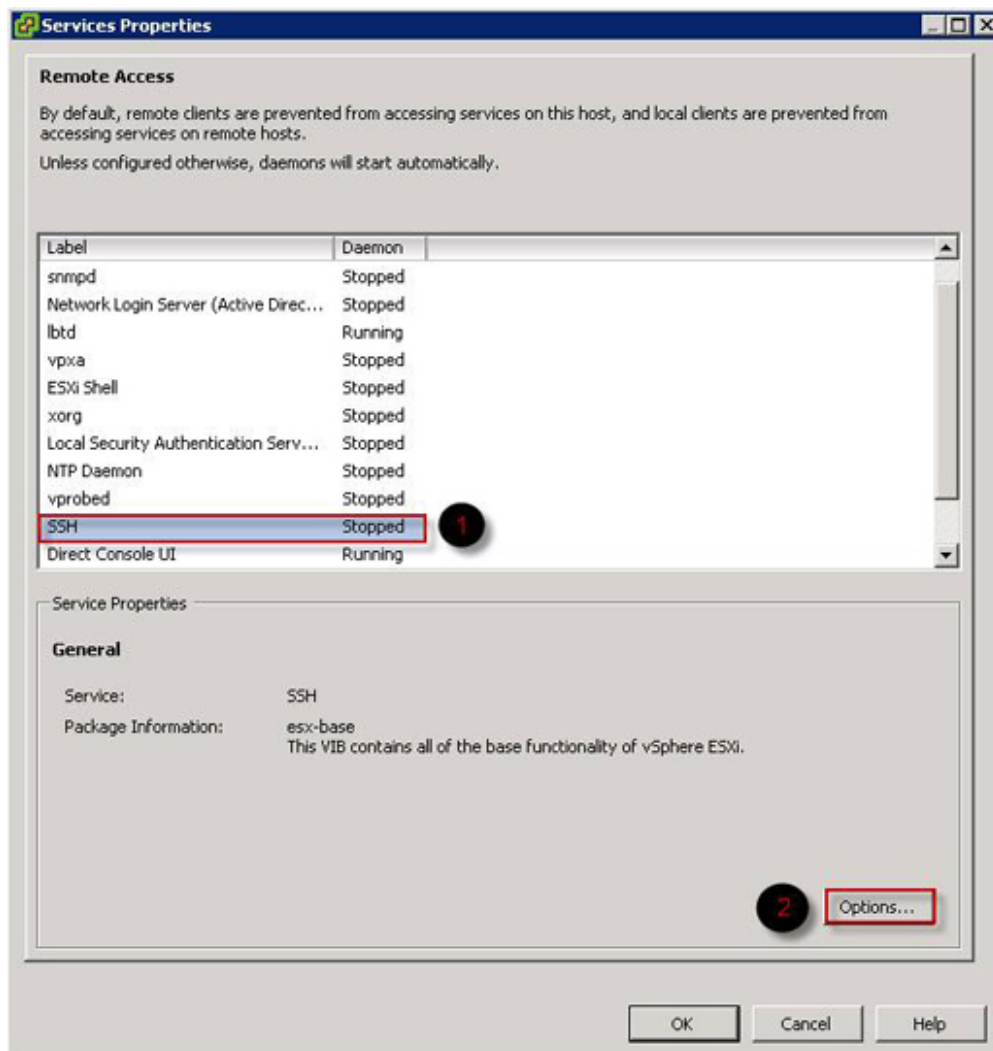 Services Properties
Remote Access
By default, remote clients are prevented from accessing services on this host, and local clients are prevented from
accessing services on remote hosts.
Unless configured otherwise, daemons will start automatically.
Label Daemon
snmpd Stopped
Network Login Server (Active Direc... Stopped
lbtd Running
vpxa Stopped
ESXi Shell Stopped
xorg Stopped
Local Security Authentication Serv... Stopped
NTP Daemon Stopped
vprobed Stopped
SSH Stopped 1
Direct Console UI Running
Service Properties
General
Service: SSH
Package Information: esx-base
This VIB contains all of the base functionality of vSphere ESXi.
2 Options...
OK Cancel Help